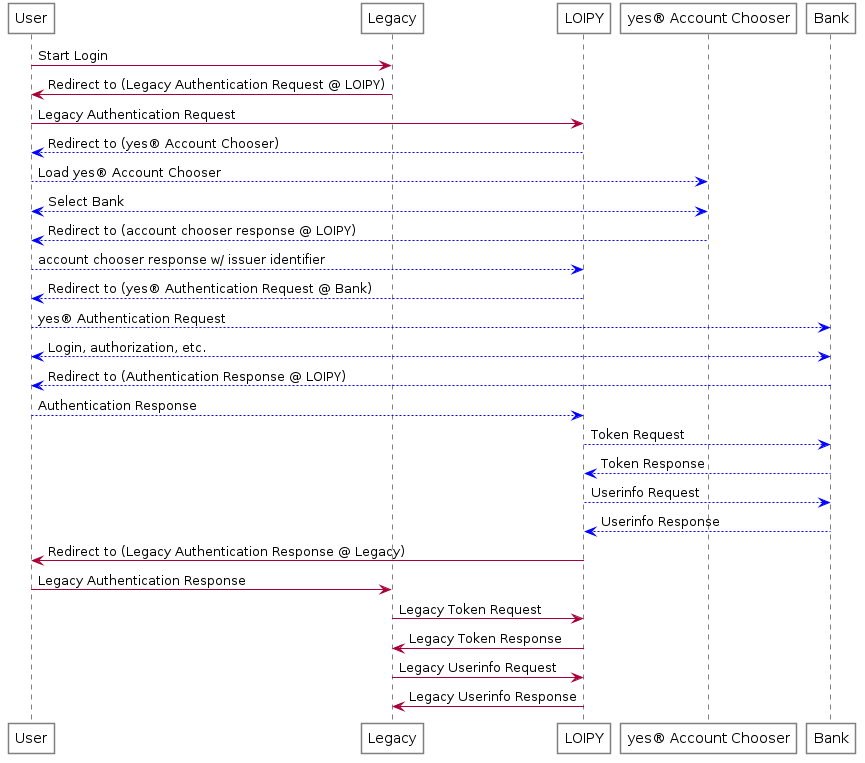 User
Legacy
LOIPY
yes® Account Chooser
Bank
Start Login
Redirect to (Legacy Authentication Request @ LOIPY)
Legacy Authentication Request
Redirect to (yes® Account Chooser)
Load yes® Account Chooser
Select Bank
Redirect to (account chooser response @ LOIPY)
account chooser response w/ issuer identifier
Redirect to (yes® Authentication Request @ Bank)
yes® Authentication Request
Login, authorization, etc.
Redirect to (Authentication Response @ LOIPY)
Authentication Response
Token Request
Token Response
Userinfo Request
Userinfo Response
Redirect to (Legacy Authentication Response @ Legacy)
Legacy Authentication Response
Legacy Token Request
Legacy Token Response
Legacy Userinfo Request
Legacy Userinfo Response
User
Legacy
LOIPY
yes® Account Chooser
Bank